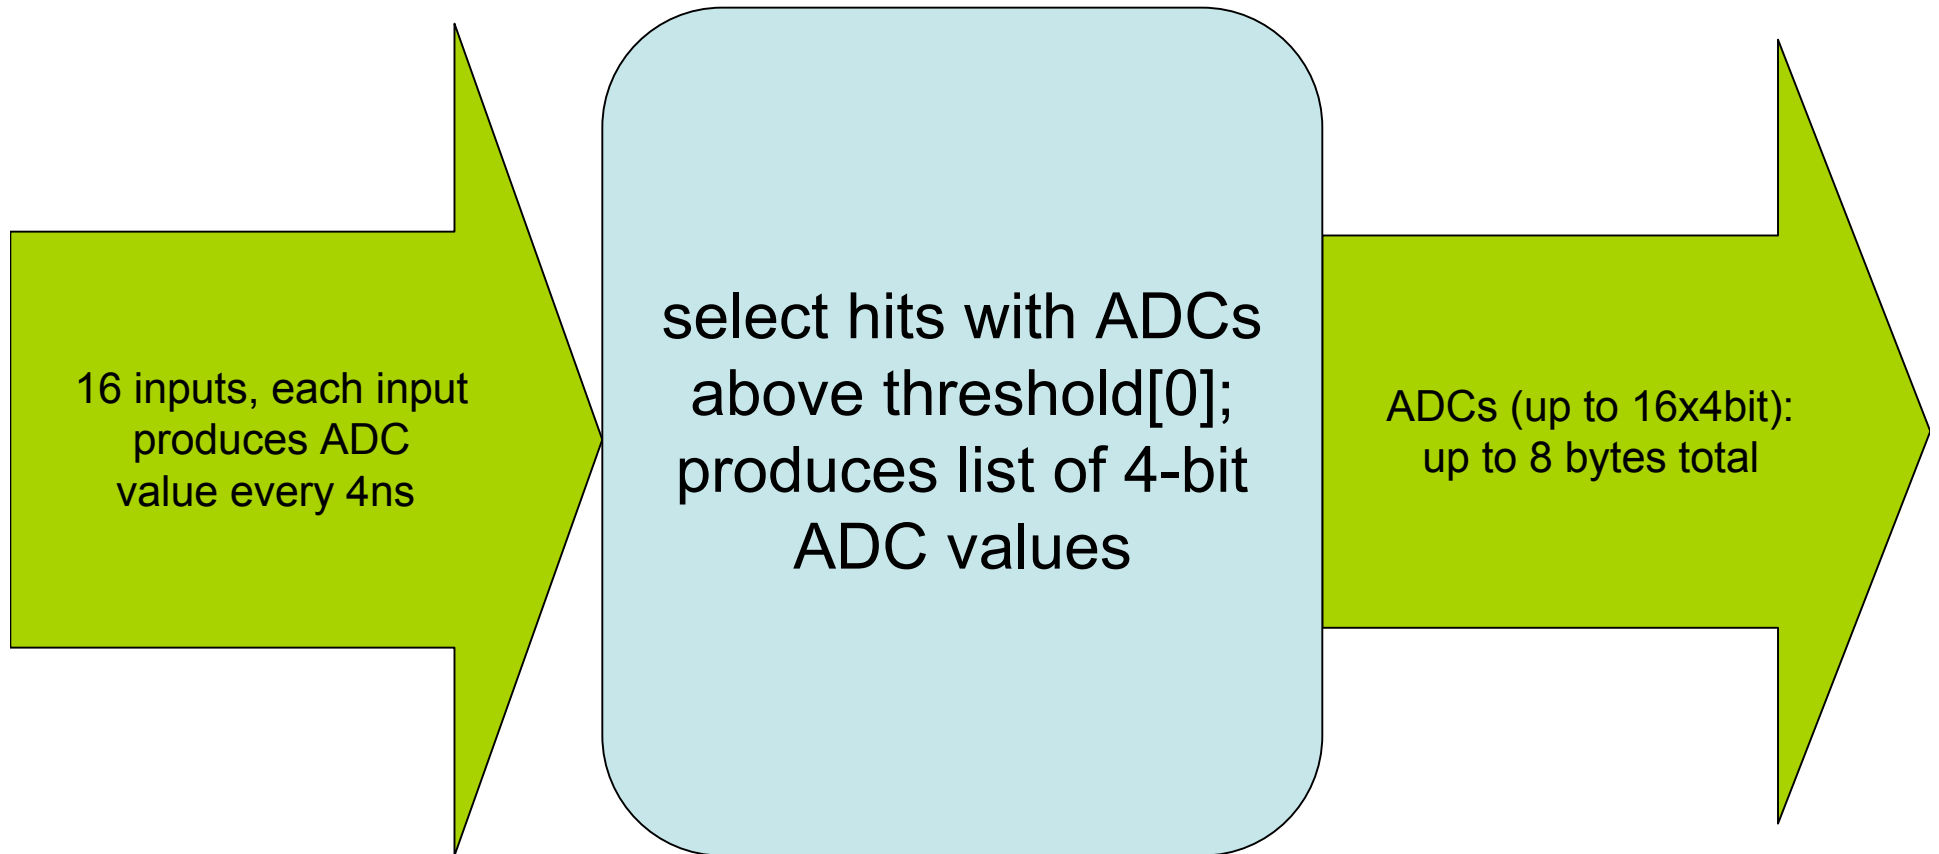 16 inputs, each input
produces ADC
value every 4ns
select hits with ADCs
above threshold[0];
produces list of 4-bit
ADC values
ADCs (up to 16x4bit):
up to 8 bytes total